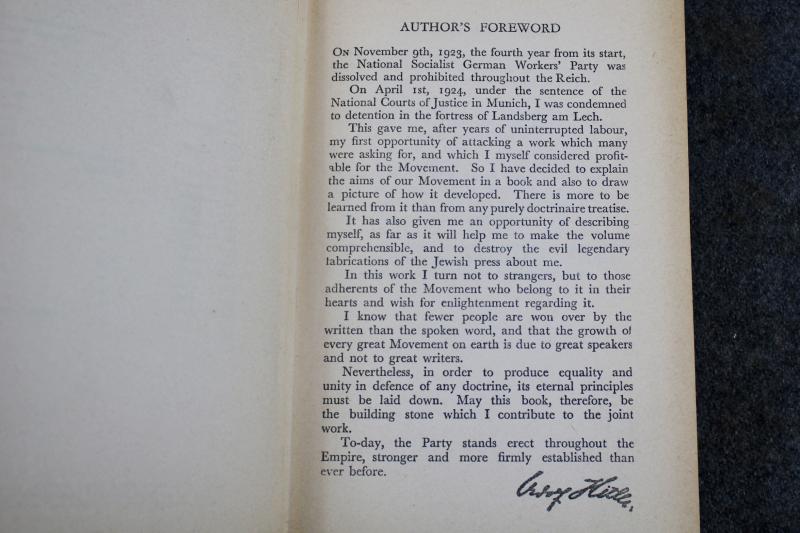 AUTHOR'S FOREWORD
ON November 9th, 1923, the fourth year from its start,
the National Socialist German Workers' Party was
dissolved and prohibited throughout the Reich.
On April 1st, 1924, under the sentence of the
National Courts of Justice in Munich, I was condemned
to detention in the fortress of Landsberg am Lech.
This gave me, after years of uninterrupted labour,
my first opportunity of attacking a work which many
were asking for, and which I myself considered profit-
able for the Movement. So I have decided to explain
the aims of our Movement in a book and also to draw
a picture of how it developed. There is more to be
learned from it than from any purely doctrinaire treatise.
It has also given me an opportunity of describing
myself, as far as it will help me to make the volume
comprehensible, and to destroy the evil legendary
fabrications of the Jewish press about me.
In this work I turn not to strangers, but to those
adherents of the Movement who belong to it in their
hearts and wish for enlightenment regarding it.
I know that fewer people are won over by the
written than the spoken word, and that the growth of
every great Movement on earth is due to great speakers
and not to great writers.
Nevertheless, in order to produce equality and
unity in defence of any doctrine, its eternal principles
must be laid down. May this book, therefore, be
the building stone which I contribute to the joint
work.
To-day, the Party stands erect throughout the
Empire, stronger and more firmly established than
ever before.
Adolf Hitler.